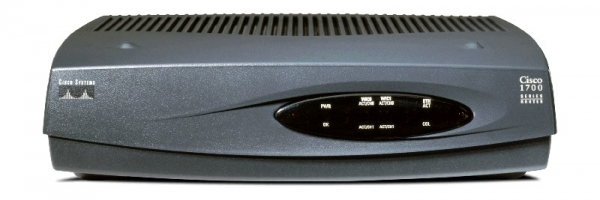 CISCO SYSTEMS
Cisco
1700
SERIES
ROUTER
PWR
WIC0
ACT/CH0
WIC1
ACT/CH0
ETH
ACT
OK
ACT/CH1
ACT/CH1
COL